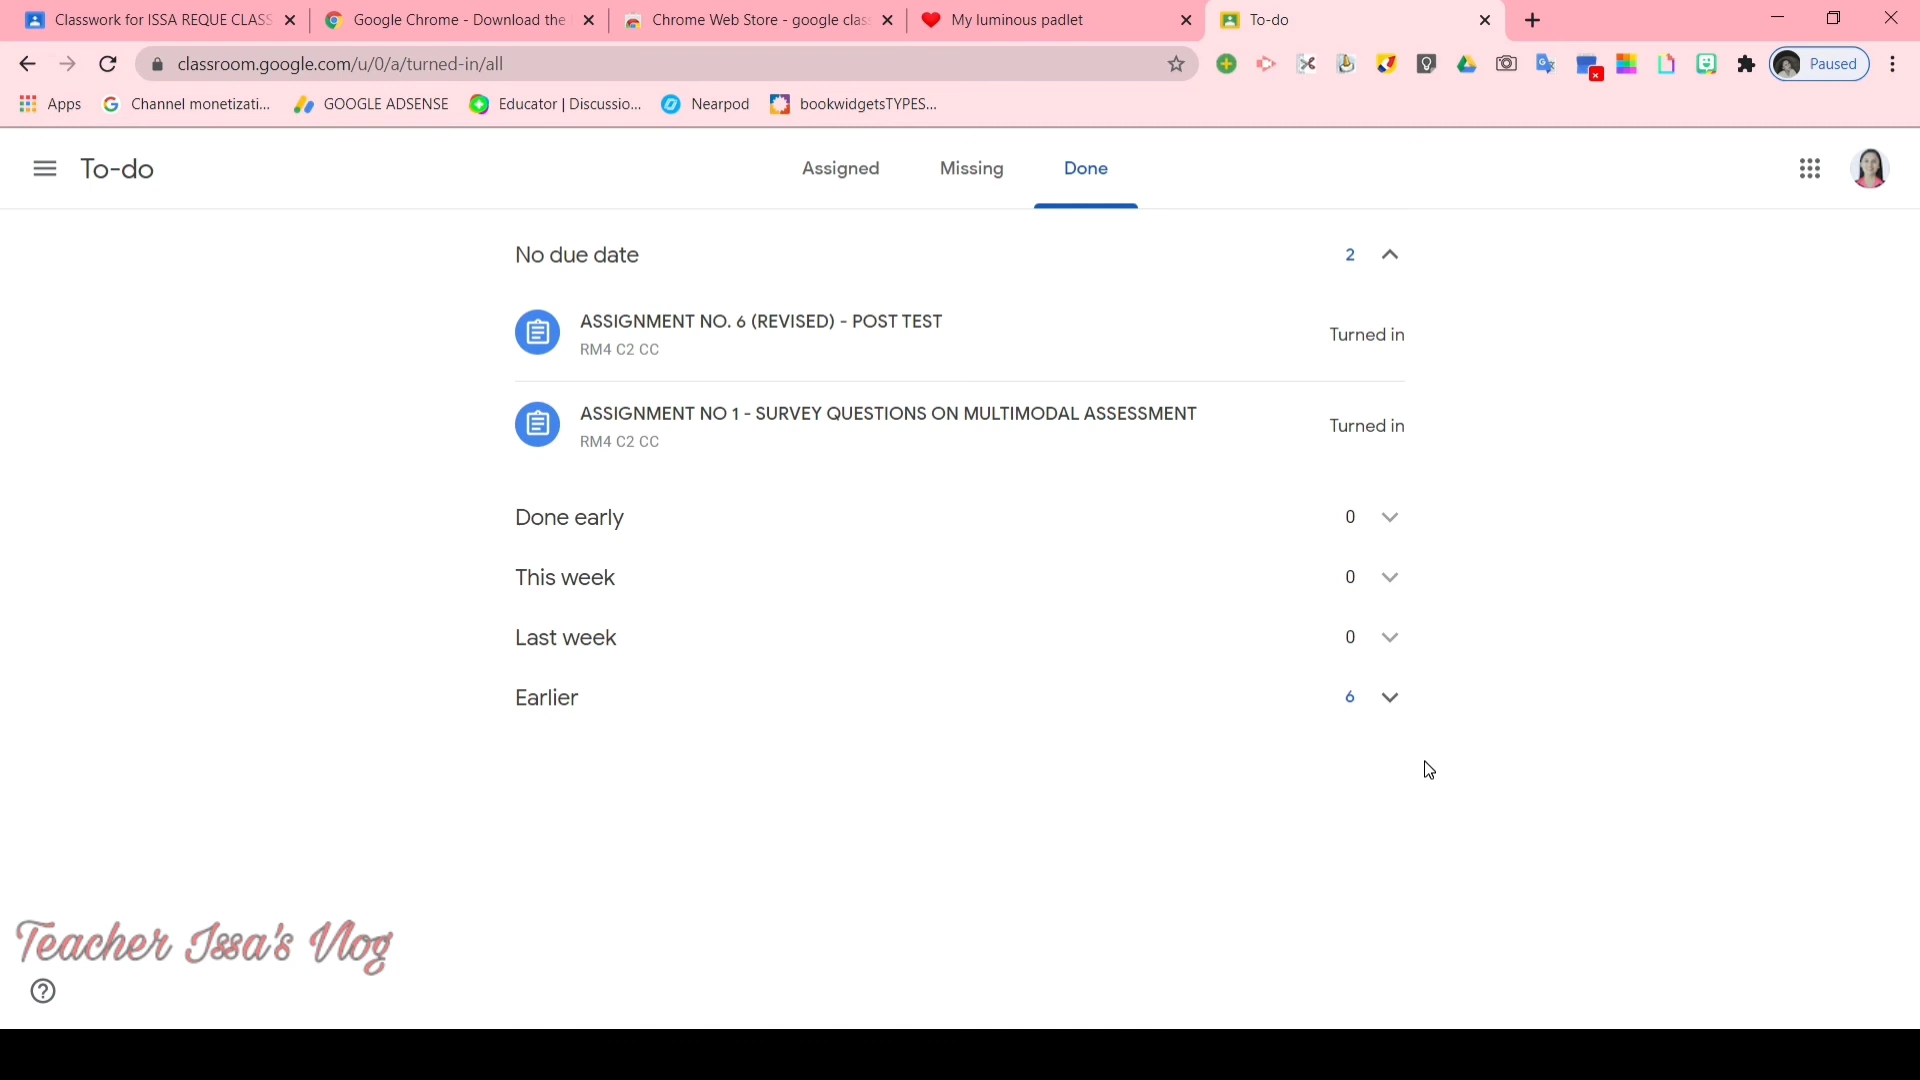 Classwork for ISSA REQUE CLASS
Google Chrome - Download the
Chrome Web Store - google clas
My luminous padlet
To-do
classroom.google.com/u/0/a/turned-in/all
Paused
Apps
Channel monetizati...
GOOGLE ADSENSE
Educator | Discussio...
Nearpod
bookwidgetsTYPES...
To-do
Assigned
Missing
Done
No due date 2
ASSIGNMENT NO. 6 (REVISED) - POST TEST
RM4 C2 CC
Turned in
ASSIGNMENT NO 1 - SURVEY QUESTIONS ON MULTIMODAL ASSESSMENT
RM4 C2 CC
Turned in
Done early 0
This week 0
Last week 0
Earlier 6
Teacher Issa's Vlog